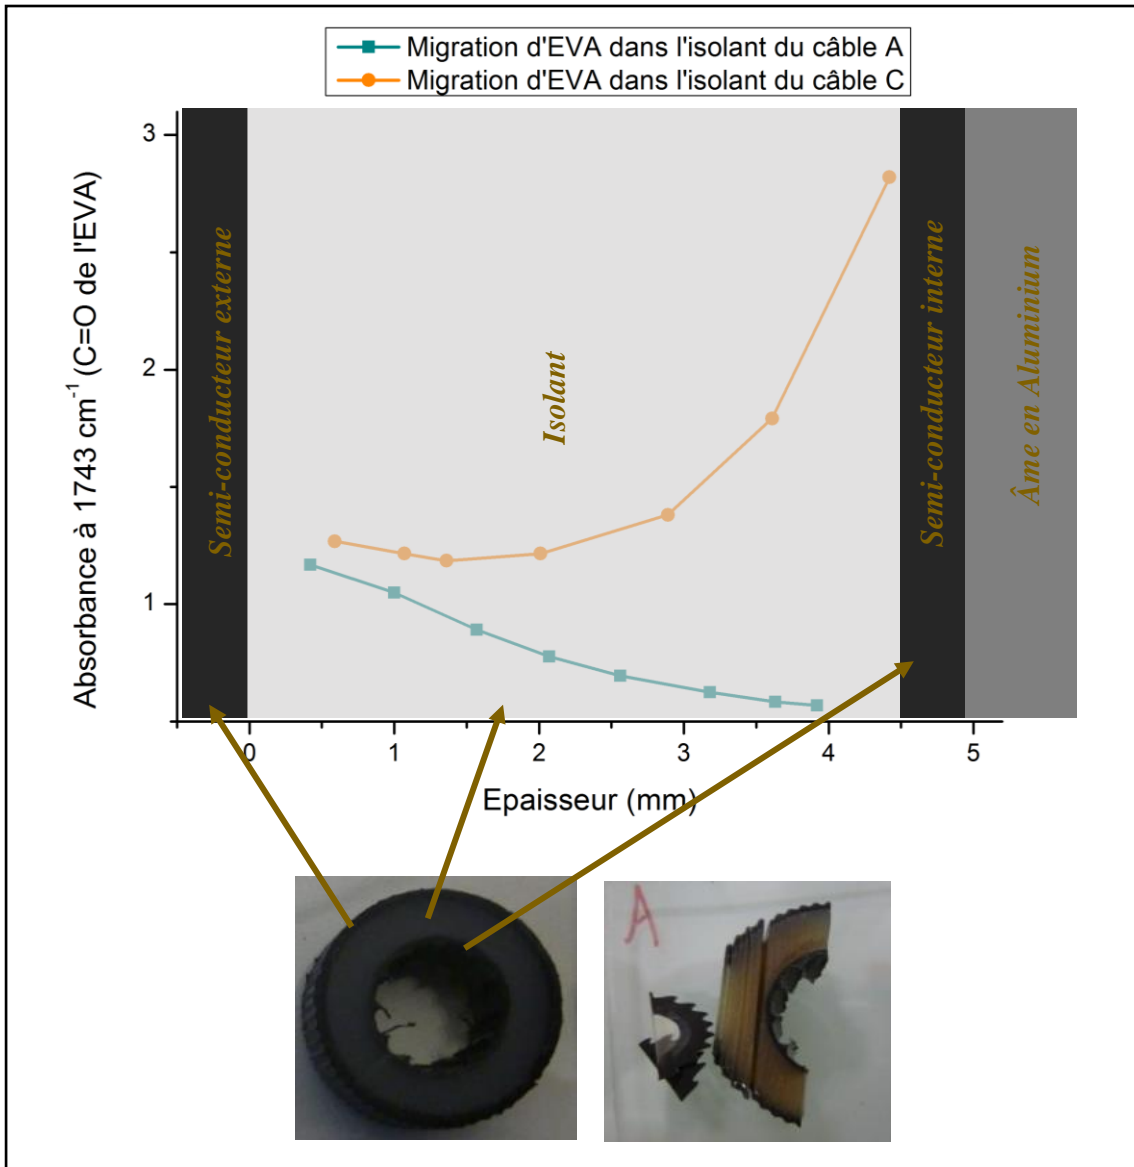 Migration d'EVA dans l'isolant du câble A
Migration d'EVA dans l'isolant du câble C
Absorbance à 1743 cm⁻¹ (C=O de l'EVA)
3
2
1
Semi-conducteur externe
Isolant
Semi-conducteur interne
Âme en Aluminium
0 1 2 3 4 5
Epaisseur (mm)
A